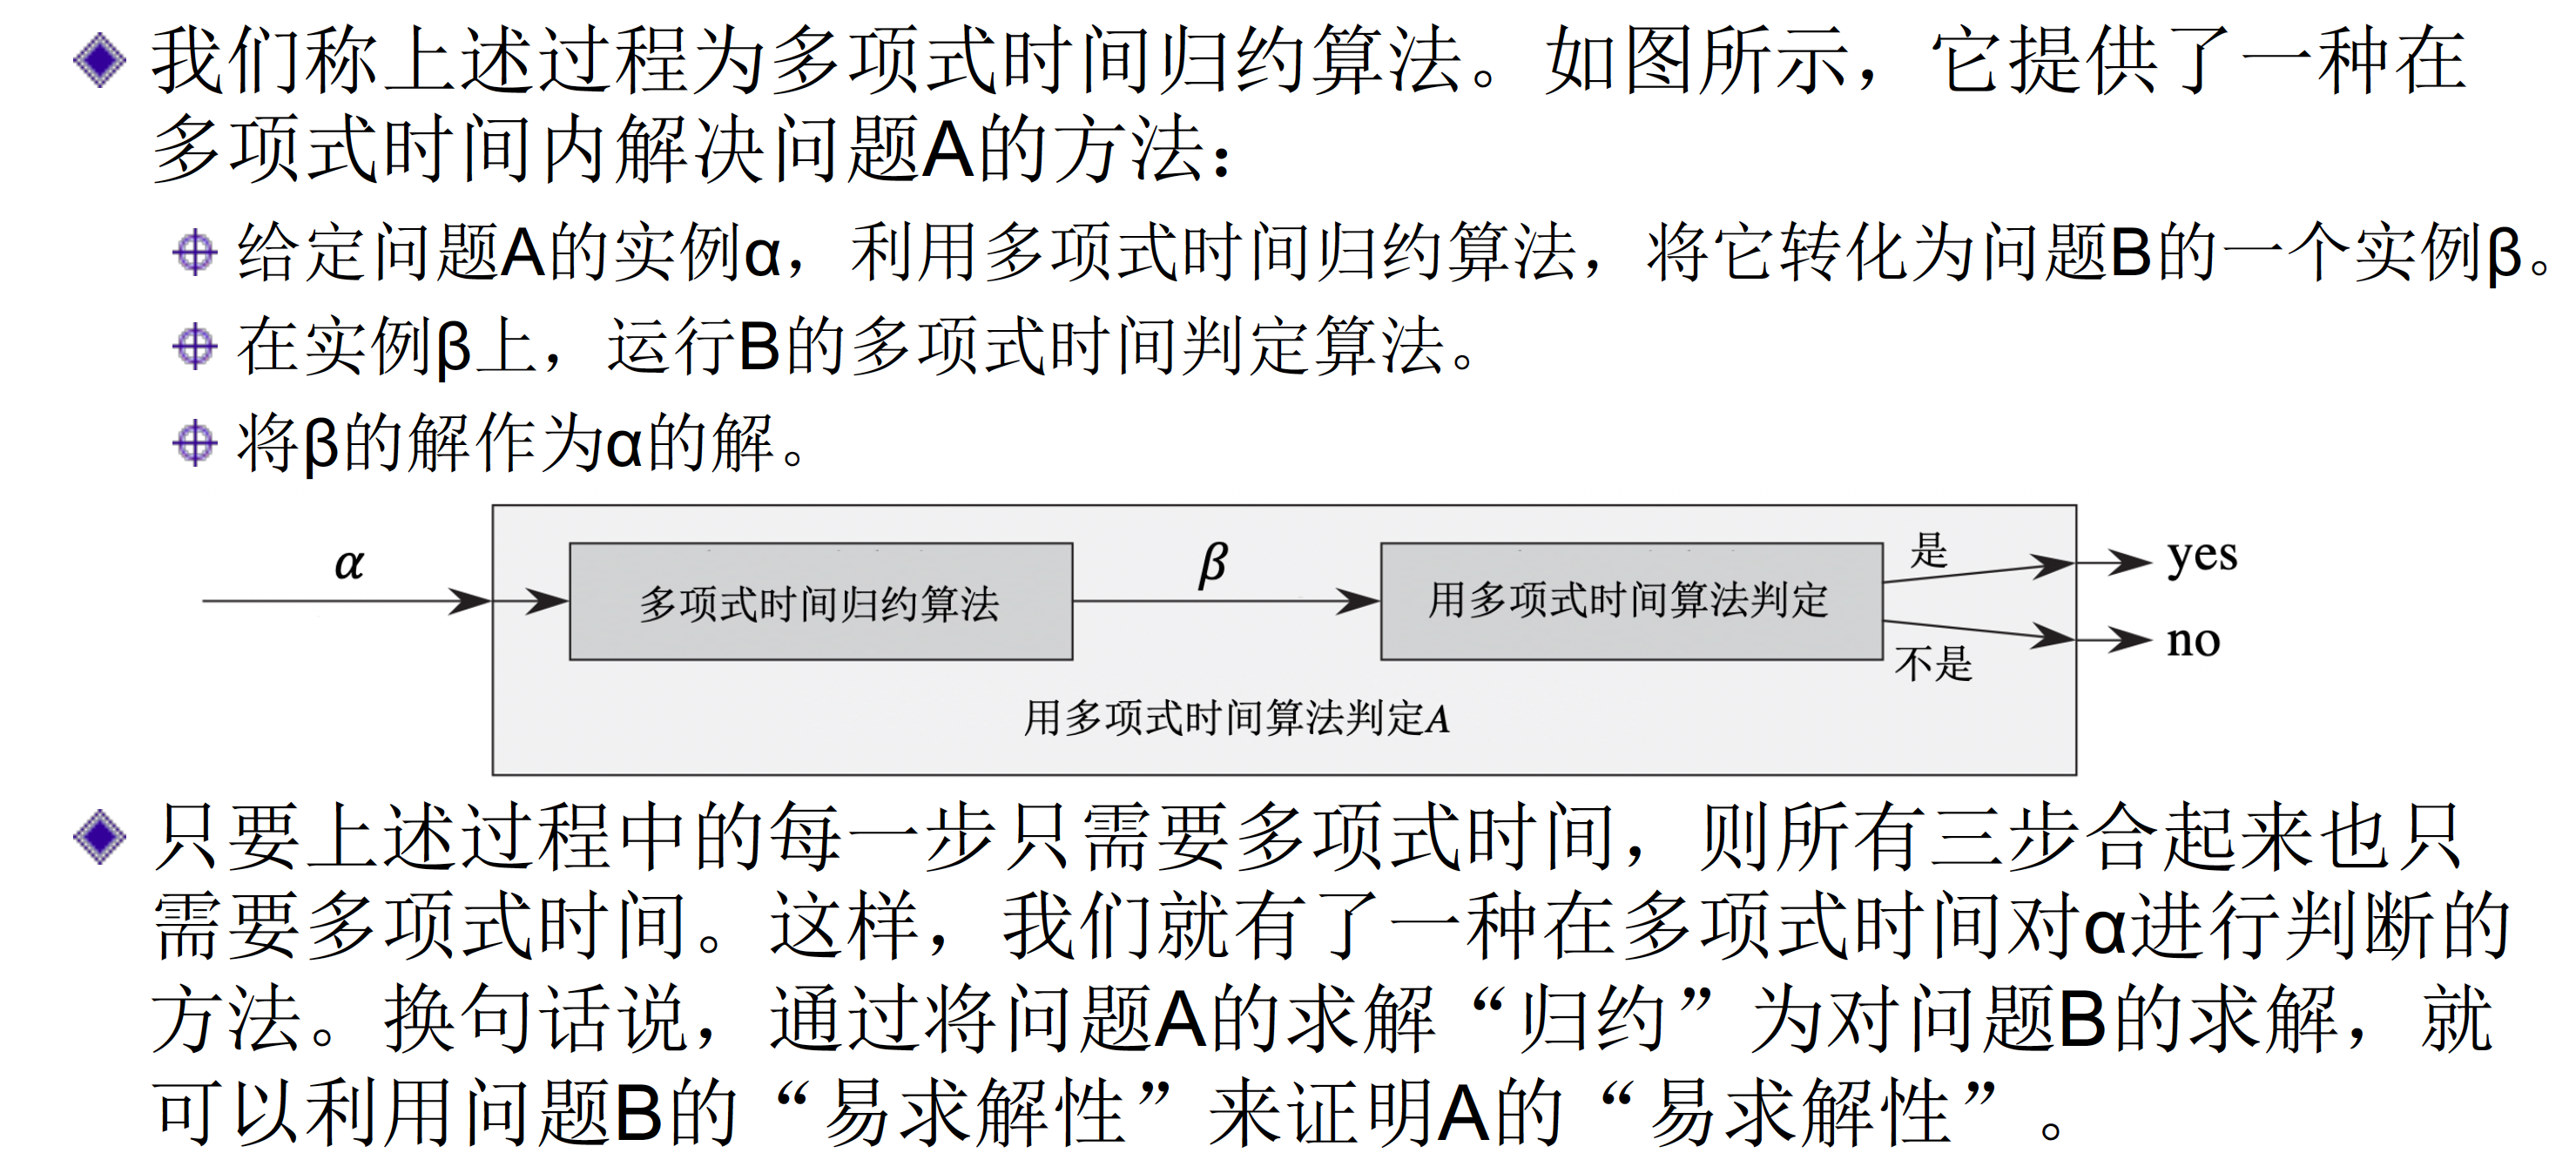 我们称上述过程为多项式时间归约算法。如图所示，它提供了一种在
多项式时间内解决问题A的方法：
给定问题A的实例α，利用多项式时间归约算法，将它转化为问题B的一个实例β。
在实例β上，运行B的多项式时间判定算法。
将β的解作为α的解。
α
多项式时间归约算法
β
用多项式时间算法判定
是
yes
不是
no
用多项式时间算法判定A
只要上述过程中的每一步只需要多项式时间，则所有三步合起来也只
需要多项式时间。这样，我们就有了一种在多项式时间对α进行判断的
方法。换句话说，通过将问题A的求解“归约”为对问题B的求解，就
可以利用问题B的“易求解性”来证明A的“易求解性”。